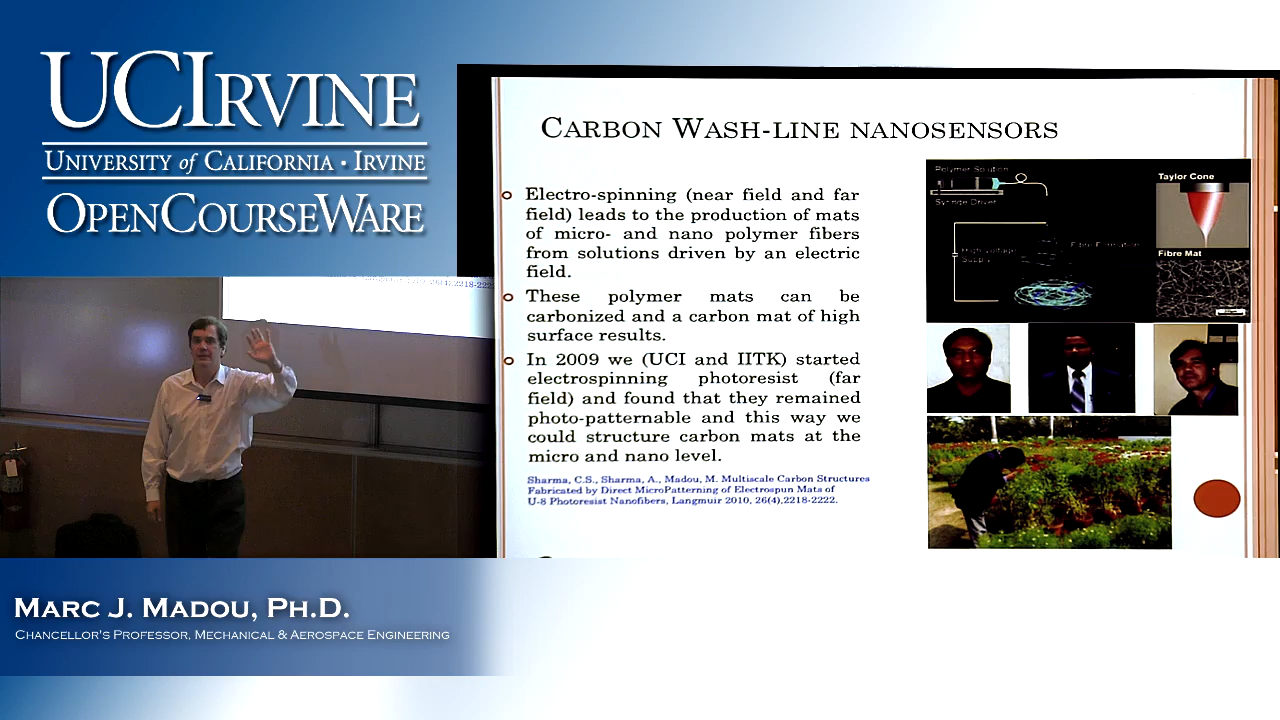 UCIRVINE
UNIVERSITY of CALIFORNIA · IRVINE
OPENCOURSEWARE
CARBON WASH-LINE NANOSENSORS
Electro-spinning (near field and far
field) leads to the production of mats
of micro- and nano polymer fibers
from solutions driven by an electric
field.
These polymer mats can be
carbonized and a carbon mat of high
surface results.
In 2009 we (UCI and IITK) started
electrospinning photoresist (far
field) and found that they remained
photo-patternable and this way we
could structure carbon mats at the
micro and nano level.
Sharma, C.S., Sharma, A., Madou, M. Multiscale Carbon Structures
Fabricated by Direct MicroPatterning of Electrospun Mats of
U-8 Photoresist Nanofibers, Langmuir 2010, 26(4),2218-2222.
Polymer Solution
Syringe Driver
High voltage
Supply
Fibre Formation
Taylor Cone
Fibre Mat
MARC J. MADOU, PH.D.
CHANCELLOR'S PROFESSOR, MECHANICAL & AEROSPACE ENGINEERING